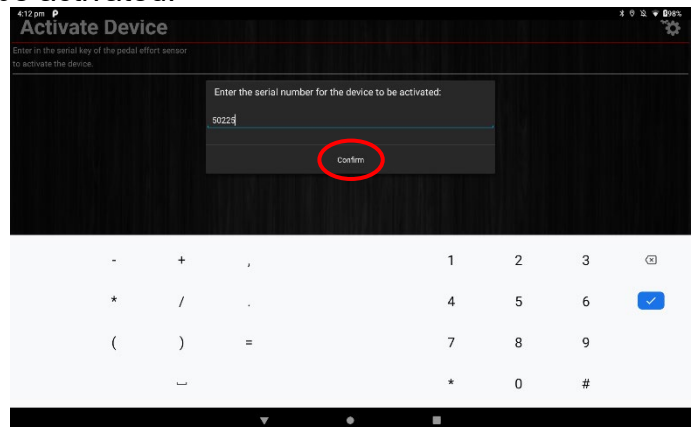 be activated.
4:12 pm P 98%
Activate Device
Enter in the serial key of the pedal effort sensor
to activate the device.
Enter the serial number for the device to be activated:
50225
Confirm
- + , 1 2 3
* / . 4 5 6
( ) = 7 8 9
* 0 #